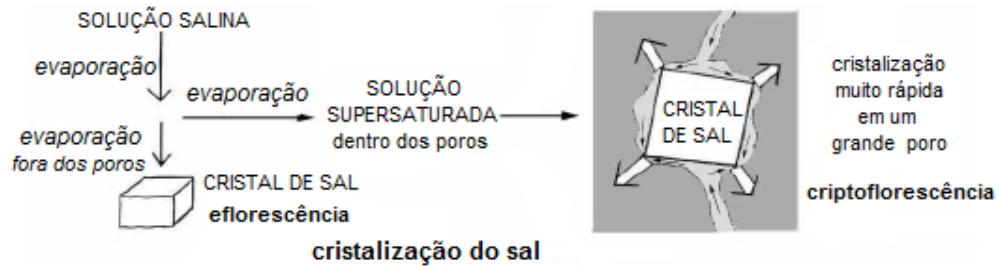 SOLUÇÃO SALINA
evaporação
evaporação
evaporação
fora dos poros
CRISTAL DE SAL
eflorescência
SOLUÇÃO
SUPERSATURADA
dentro dos poros
CRISTAL
DE SAL
cristalização
muito rápida
em um
grande poro
criptoflorescência
cristalização do sal